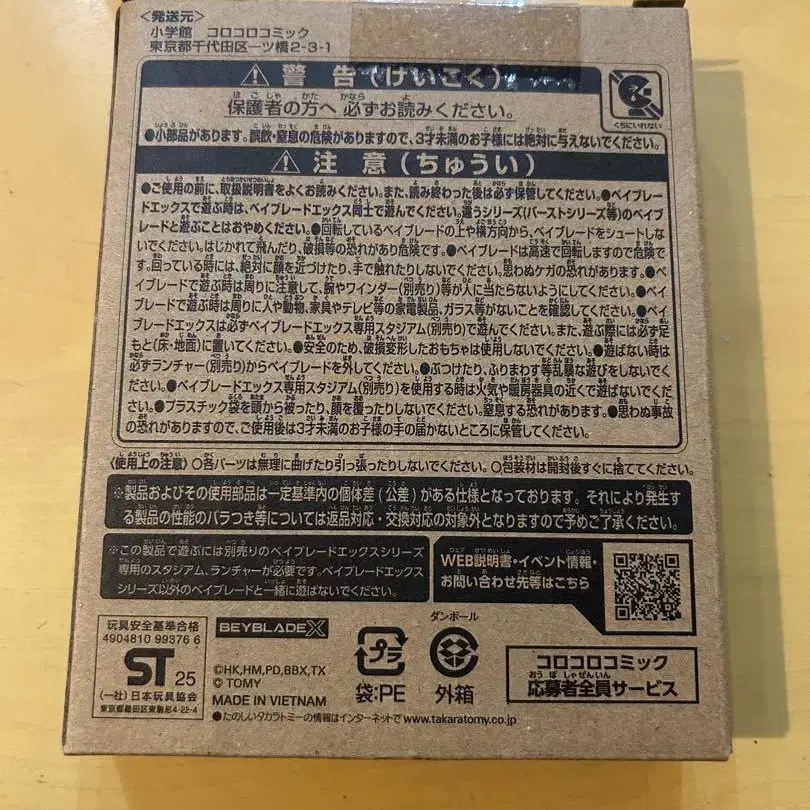 <発送元>
小学館 コロコロコミック
東京都千代田区一ツ橋2-3-1
警告(けいこく)
保護者の方へ 必ずお読みください。
くちにいれない
●小部品があります。誤飲・窒息の危険がありますので、3才未満のお子様には絶対に与えないでください。
注意(ちゅうい)
●ご使用の前に、取扱説明書をよくお読みください。また、読み終わった後は必ず保管してください。●ベイブレー
ドエックスで遊ぶ時は、ベイブレードエックス同士で遊んでください。違うシリーズ(バーストシリーズ等)のベイブ
レードと遊ぶことはおやめください。●回転しているベイブレードの上や横方向から、ベイブレードをシュートしな
いでください。はじかれて飛んだり、破損等の恐れがあり危険です。●ベイブレードは高速で回転しますので危険で
す。回っている時には、絶対に顔を近づけたり、手で触れたりしないでください。思わぬケガの恐れがあります。●ベ
イブレードで遊ぶ時は周りに注意して、腕やワインダー(別売り)等が人に当たらないようにしてください。●ベイ
ブレードで遊ぶ時は周りに人や動物、家具やテレビ等の家電製品、ガラス等がないことを確認してください。●ベイ
ブレードエックスは必ずベイブレードエックス専用スタジアム(別売り)で遊んでください。また、遊ぶ際には必ず足
もと(床・地面)に置いてください。●安全のため、破損変形したおもちゃは使用しないでください。●遊ばない時は
必ずランチャー(別売り)からベイブレードを外してください。●ぶつけたり、ふりまわす等乱暴な遊びをしないでく
ださい。●ベイブレードエックス専用スタジアム(別売り)を使用する時は火気や暖房器具の近くで遊ばないでくだ
さい。●プラスチック袋を頭から被ったり、顔を覆ったりしないでください。窒息する恐れがあります。●思わぬ事故
の恐れがありますので、ご使用後は3才未満のお子様の手の届かないところに保管してください。
〈使用上の注意〉○各パーツは無理に曲げたり引っ張ったりしないでください。○包装材は開封後すぐに捨ててください。
※製品およびその使用部品は一定基準内の個体差(公差)がある仕様となっております。それにより発生す
る製品の性能のバラつき等については返品対応・交換対応の対象外となりますので予めご了承ください。
※この製品で遊ぶには別売りのベイブレードエックスシリーズ
専用のスタジアム、ランチャーが必要です。ベイブレードエックス
シリーズ以外のベイブレードと一緒に遊ばないでください。
WEB説明書・イベント情報・
お問い合わせ先等はこちら
玩具安全基準合格
4904810 99376 6
ST 25
(一社)日本玩具協会
東京都墨田区東駒形4-22-4
BEYBLADE X
©HK,HM,PD,BBX,TX
© TOMY
MADE IN VIETNAM
プラ
袋:PE
ダンボール
外箱
コロコロコミック
応募者全員サービス
●たのしいタカラトミーの情報はインターネットで www.takaratomy.co.jp